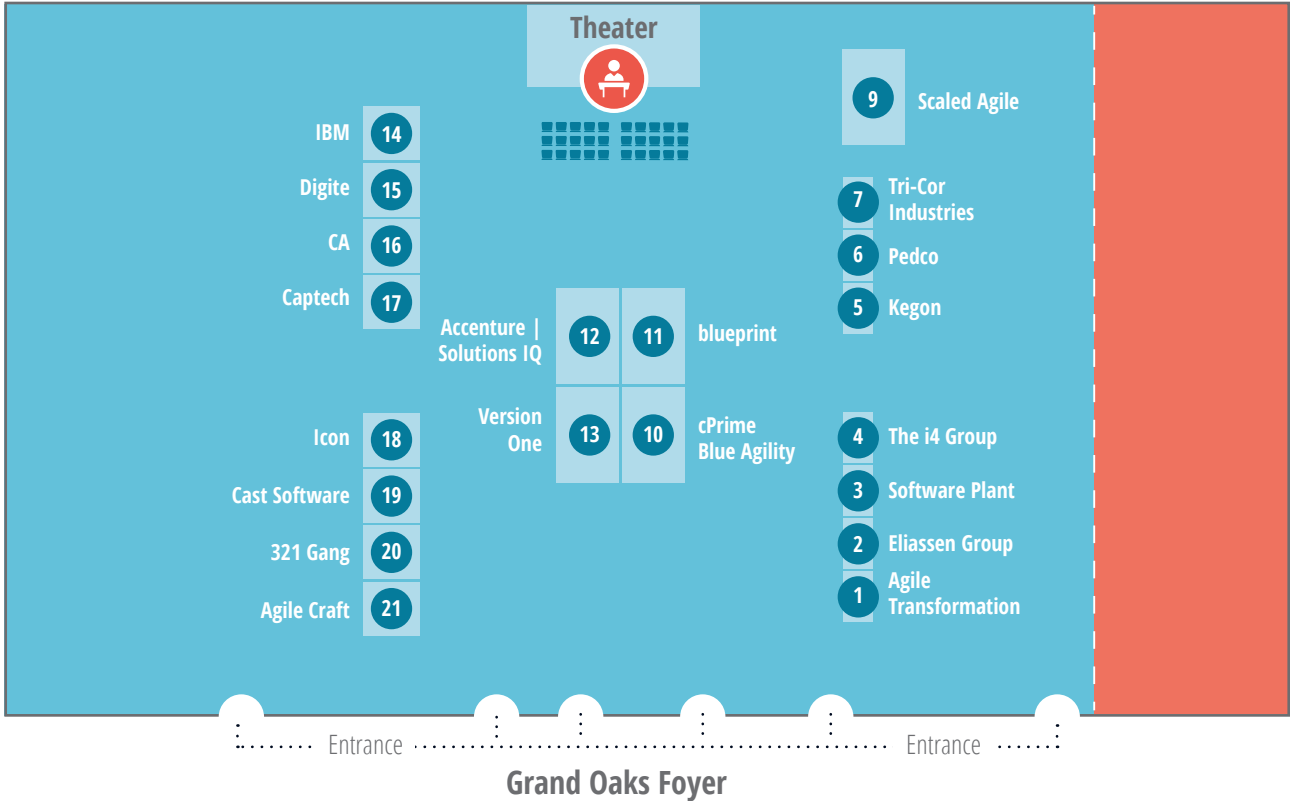 Theater
9
Scaled Agile
IBM
14
Digite
15
CA
16
Captech
17
7
Tri-Cor
Industries
6
Pedco
5
Kegon
Accenture |
Solutions IQ
12
11
blueprint
Version
One
13
10
cPrime
Blue Agility
Icon
18
Cast Software
19
321 Gang
20
Agile Craft
21
4
The i4 Group
3
Software Plant
2
Eliassen Group
1
Agile
Transformation
Entrance
Entrance
Grand Oaks Foyer